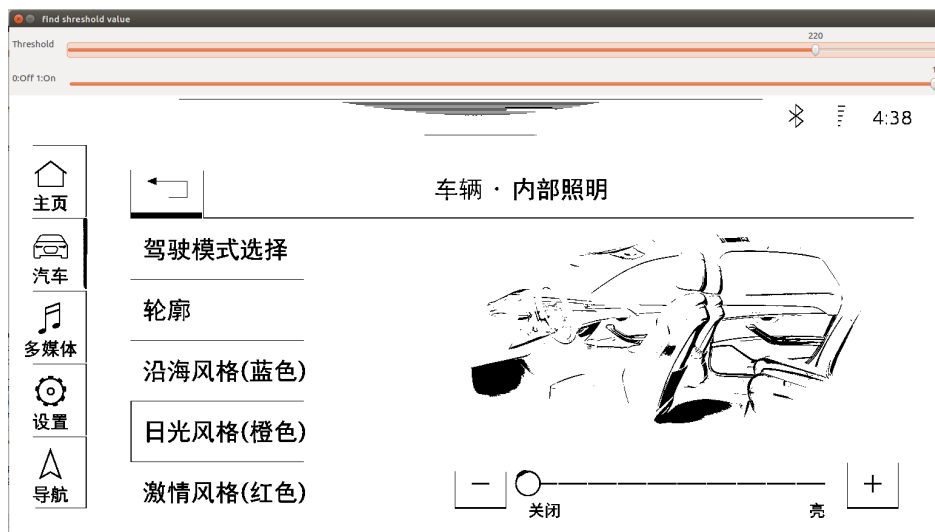 find shreshold value
Threshold
220
0:Off 1:On
1
4:38
主页
车辆 · 内部照明
汽车
驾驶模式选择
多媒体
轮廓
设置
沿海风格(蓝色)
导航
日光风格(橙色)
激情风格(红色)
− +
关闭 亮